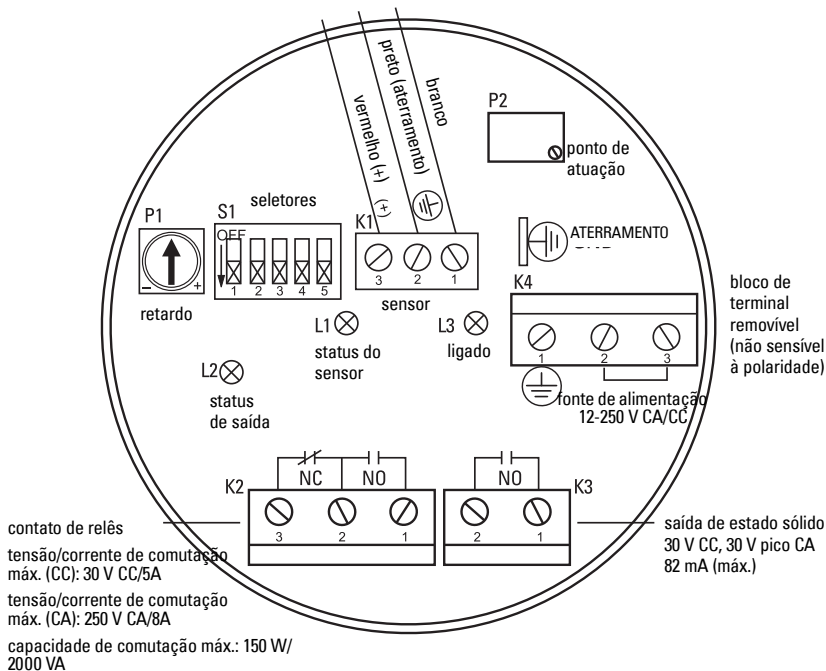 vermelho (+)
preto (aterramento)
branco
(+)
P2
ponto de
atuação
P1
S1
seletores
OFF
1 2 3 4 5
- +
retardo
K1
3 2 1
sensor
ATERRAMENTO
K4
1 2 3
bloco de
terminal
removível
(não sensível
à polaridade)
L1
status do
sensor
L3
ligado
L2
status
de saída
fonte de alimentação
12-250 V CA/CC
K2
NC NO
3 2 1
NO
K3
2 1
contato de relês
tensão/corrente de comutação
máx. (CC): 30 V CC/5A
tensão/corrente de comutação
máx. (CA): 250 V CA/8A
capacidade de comutação máx.: 150 W/
2000 VA
saída de estado sólido
30 V CC, 30 V pico CA
82 mA (máx.)